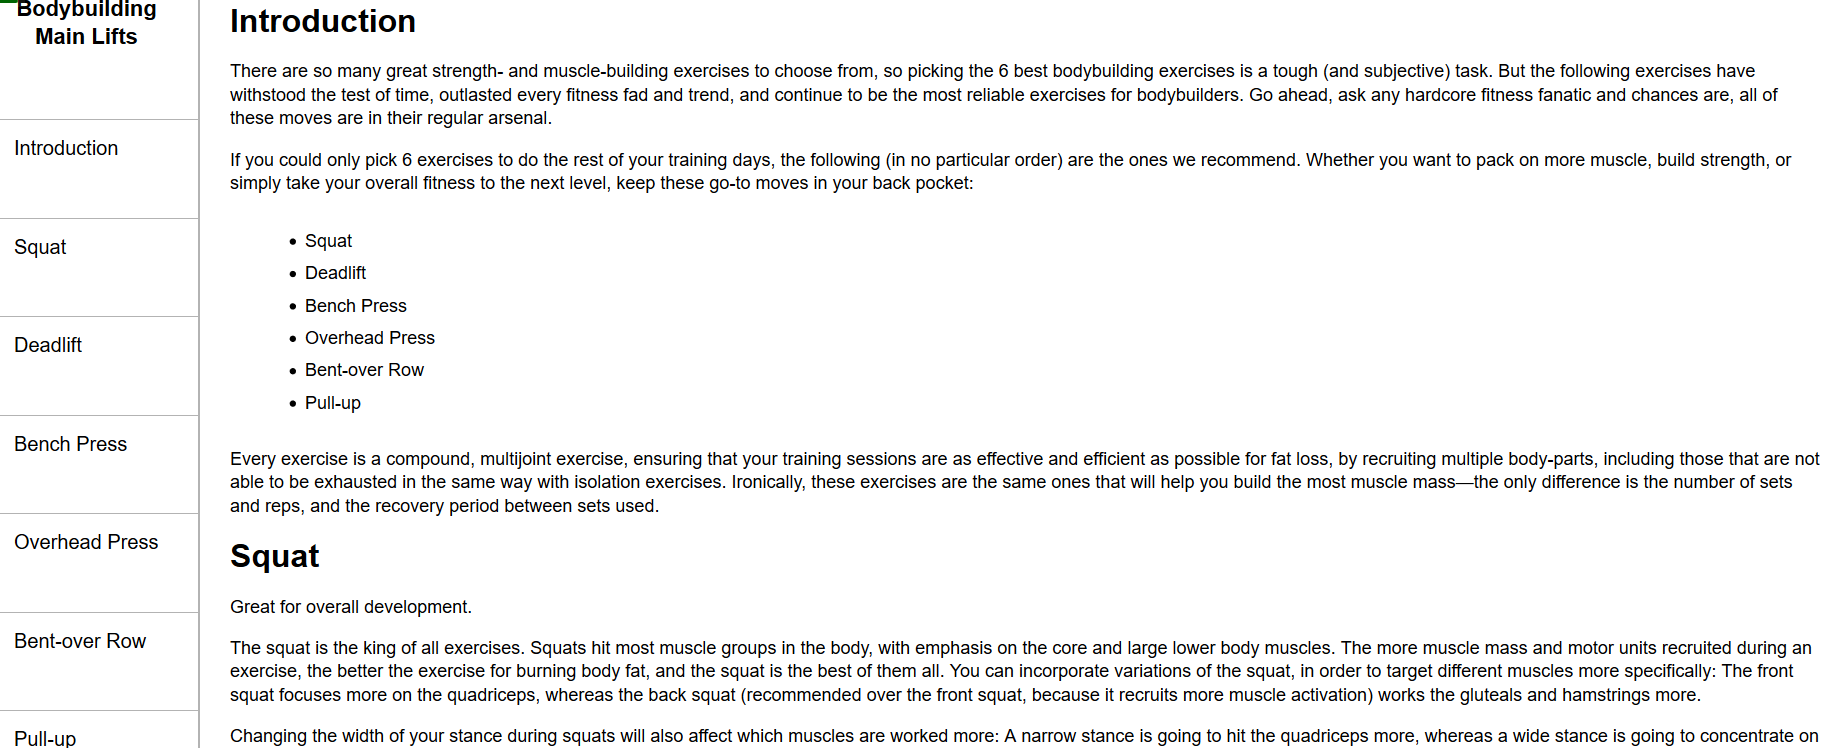 Bodybuilding
Main Lifts
Introduction
Squat
Deadlift
Bench Press
Overhead Press
Bent-over Row
Pull-up
Introduction
There are so many great strength- and muscle-building exercises to choose from, so picking the 6 best bodybuilding exercises is a tough (and subjective) task. But the following exercises have
withstood the test of time, outlasted every fitness fad and trend, and continue to be the most reliable exercises for bodybuilders. Go ahead, ask any hardcore fitness fanatic and chances are, all of
these moves are in their regular arsenal.
If you could only pick 6 exercises to do the rest of your training days, the following (in no particular order) are the ones we recommend. Whether you want to pack on more muscle, build strength, or
simply take your overall fitness to the next level, keep these go-to moves in your back pocket:
• Squat
• Deadlift
• Bench Press
• Overhead Press
• Bent-over Row
• Pull-up
Every exercise is a compound, multijoint exercise, ensuring that your training sessions are as effective and efficient as possible for fat loss, by recruiting multiple body-parts, including those that are not
able to be exhausted in the same way with isolation exercises. Ironically, these exercises are the same ones that will help you build the most muscle mass—the only difference is the number of sets
and reps, and the recovery period between sets used.
Squat
Great for overall development.
The squat is the king of all exercises. Squats hit most muscle groups in the body, with emphasis on the core and large lower body muscles. The more muscle mass and motor units recruited during an
exercise, the better the exercise for burning body fat, and the squat is the best of them all. You can incorporate variations of the squat, in order to target different muscles more specifically: The front
squat focuses more on the quadriceps, whereas the back squat (recommended over the front squat, because it recruits more muscle activation) works the gluteals and hamstrings more.
Changing the width of your stance during squats will also affect which muscles are worked more: A narrow stance is going to hit the quadriceps more, whereas a wide stance is going to concentrate on